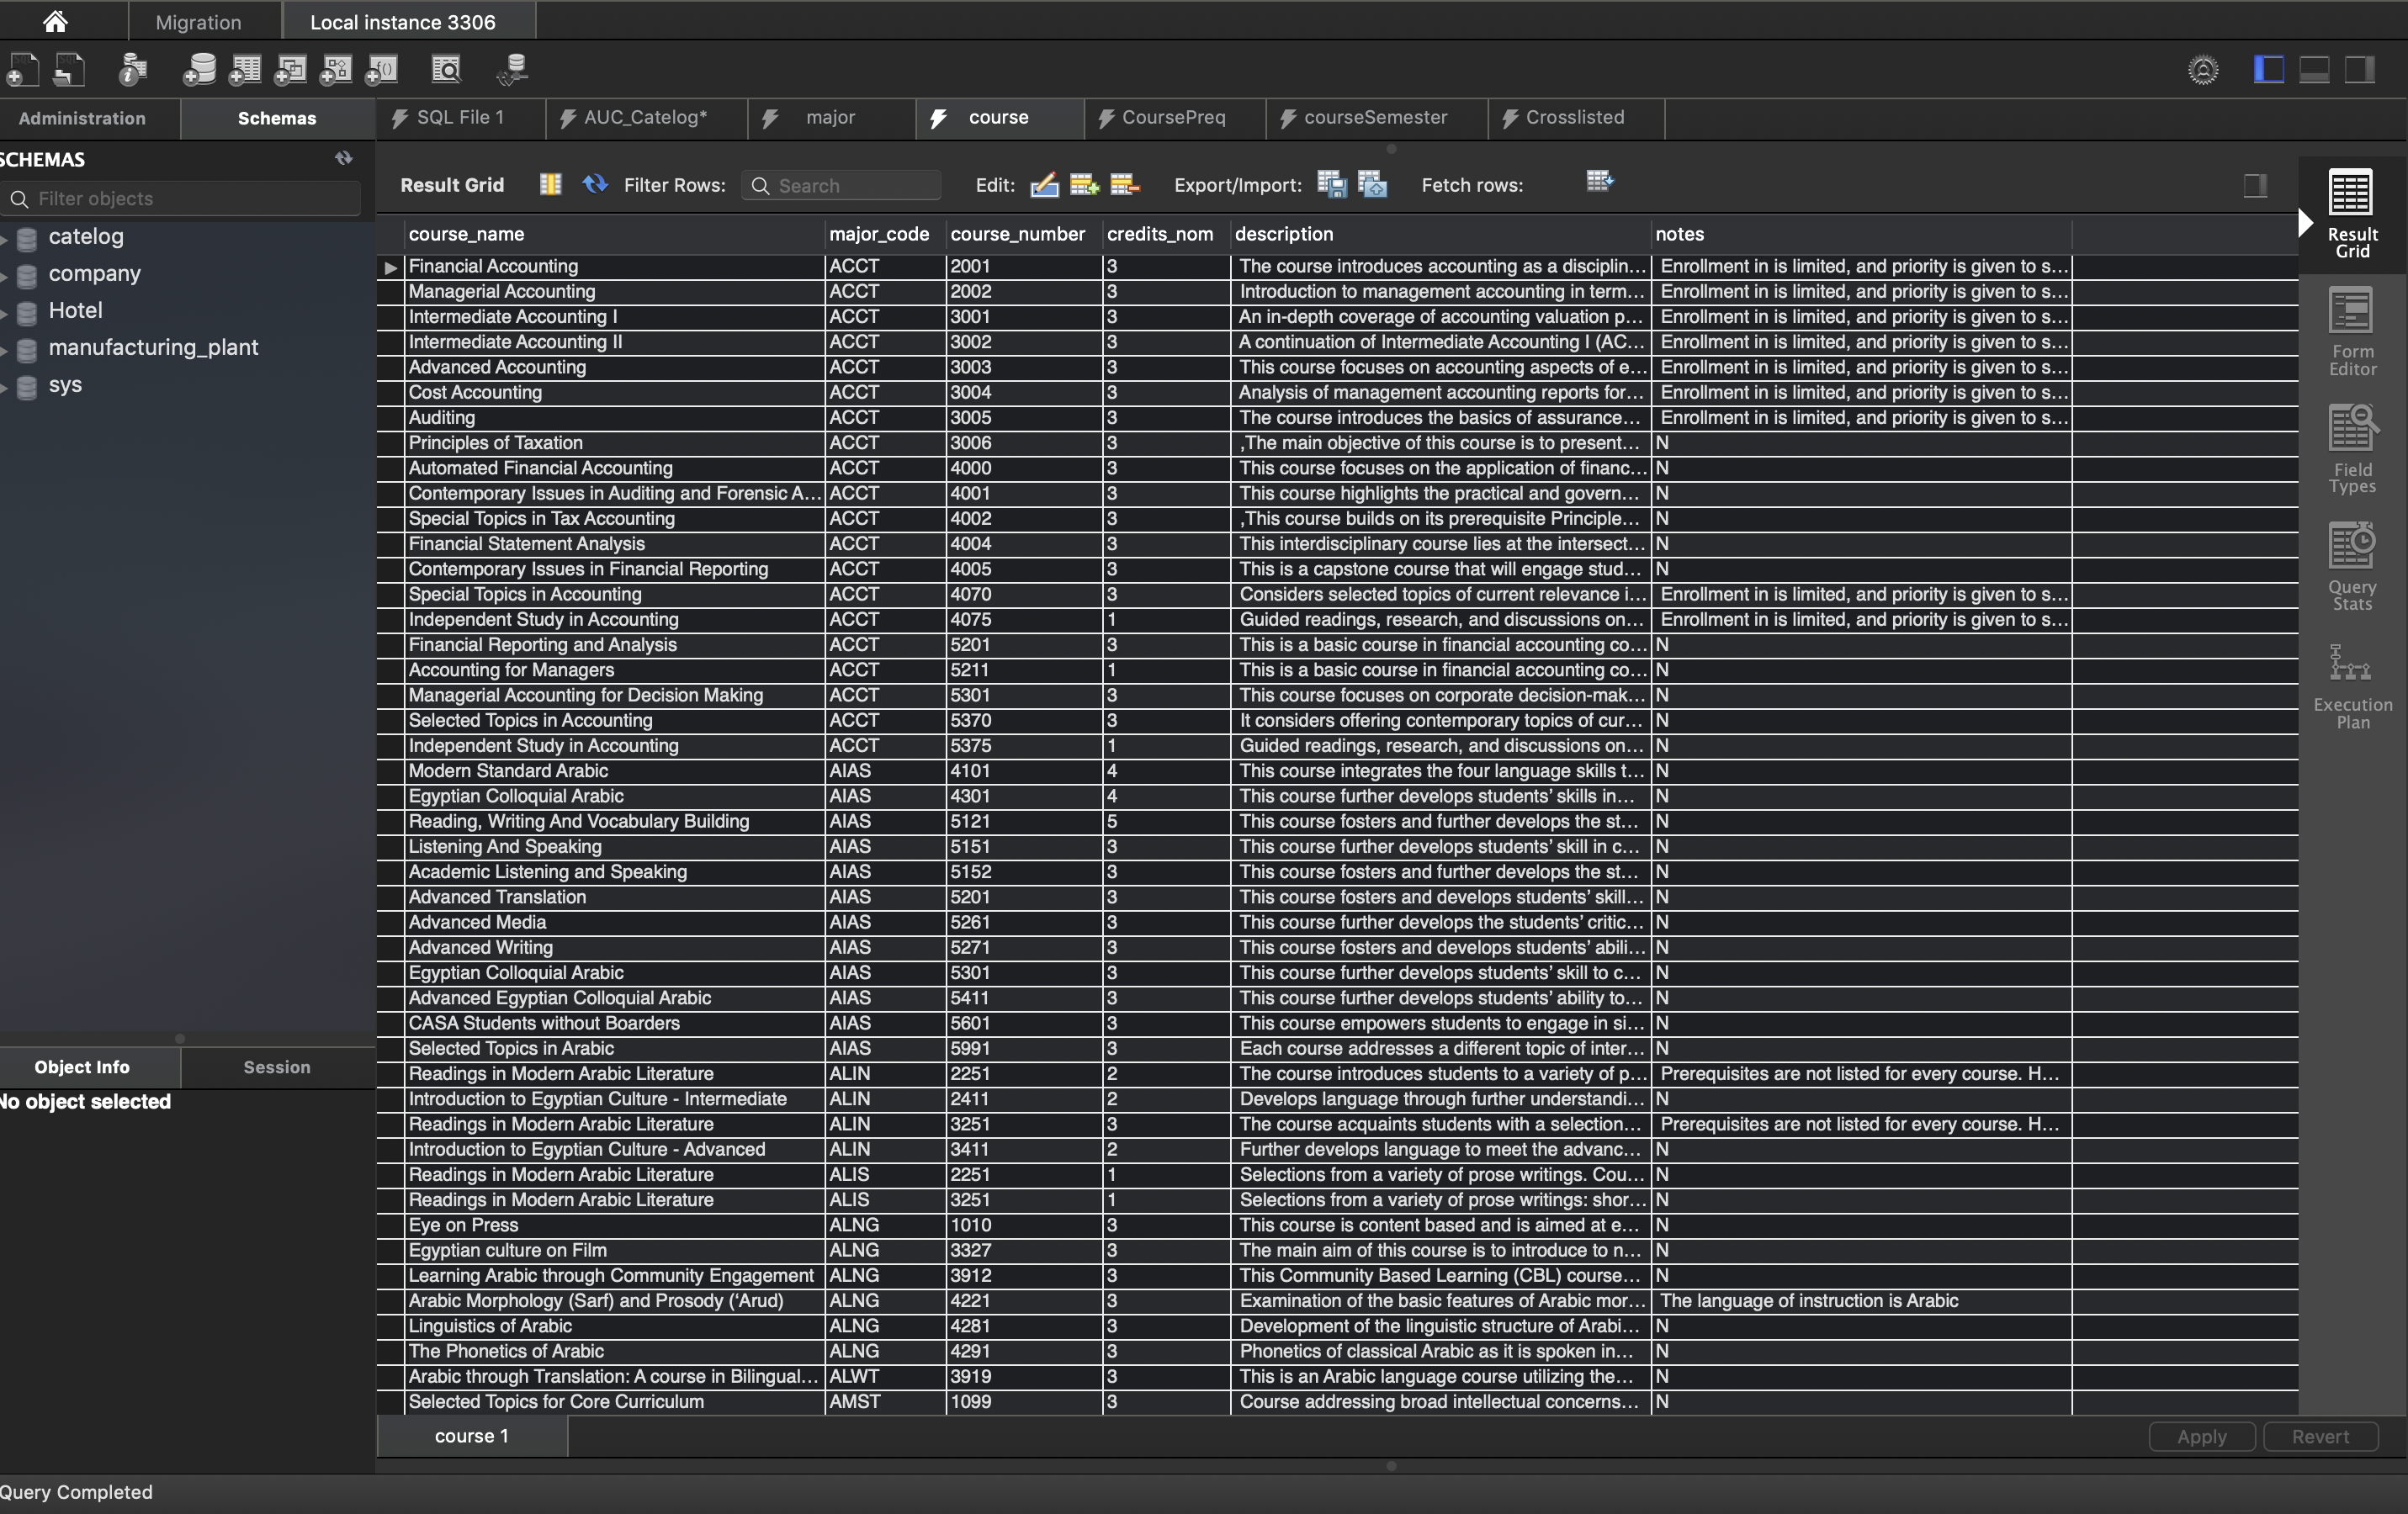 Migration
Local instance 3306
Administration
Schemas
SQL File 1
AUC_Catelog*
major
course
CoursePreq
courseSemester
Crosslisted
SCHEMAS
Filter objects
catelog
company
Hotel
manufacturing_plant
sys
Object Info
Session
No object selected
Result Grid
Filter Rows:
Search
Edit:
Export/Import:
Fetch rows:
course_name major_code course_number credits_nom description notes
Financial Accounting ACCT 2001 3 The course introduces accounting as a disciplin... Enrollment in is limited, and priority is given to s...
Managerial Accounting ACCT 2002 3 Introduction to management accounting in term... Enrollment in is limited, and priority is given to s...
Intermediate Accounting I ACCT 3001 3 An in-depth coverage of accounting valuation p... Enrollment in is limited, and priority is given to s...
Intermediate Accounting II ACCT 3002 3 A continuation of Intermediate Accounting I (AC... Enrollment in is limited, and priority is given to s...
Advanced Accounting ACCT 3003 3 This course focuses on accounting aspects of e... Enrollment in is limited, and priority is given to s...
Cost Accounting ACCT 3004 3 Analysis of management accounting reports for... Enrollment in is limited, and priority is given to s...
Auditing ACCT 3005 3 The course introduces the basics of assurance... Enrollment in is limited, and priority is given to s...
Principles of Taxation ACCT 3006 3 ,The main objective of this course is to present... N
Automated Financial Accounting ACCT 4000 3 This course focuses on the application of financ... N
Contemporary Issues in Auditing and Forensic A... ACCT 4001 3 This course highlights the practical and govern... N
Special Topics in Tax Accounting ACCT 4002 3 ,This course builds on its prerequisite Principle... N
Financial Statement Analysis ACCT 4004 3 This interdisciplinary course lies at the intersect... N
Contemporary Issues in Financial Reporting ACCT 4005 3 This is a capstone course that will engage stud... N
Special Topics in Accounting ACCT 4070 3 Considers selected topics of current relevance i... Enrollment in is limited, and priority is given to s...
Independent Study in Accounting ACCT 4075 1 Guided readings, research, and discussions on... Enrollment in is limited, and priority is given to s...
Financial Reporting and Analysis ACCT 5201 3 This is a basic course in financial accounting co... N
Accounting for Managers ACCT 5211 1 This is a basic course in financial accounting co... N
Managerial Accounting for Decision Making ACCT 5301 3 This course focuses on corporate decision-mak... N
Selected Topics in Accounting ACCT 5370 3 It considers offering contemporary topics of cur... N
Independent Study in Accounting ACCT 5375 1 Guided readings, research, and discussions on... N
Modern Standard Arabic AIAS 4101 4 This course integrates the four language skills t... N
Egyptian Colloquial Arabic AIAS 4301 4 This course further develops students’ skills in... N
Reading, Writing And Vocabulary Building AIAS 5121 5 This course fosters and further develops the st... N
Listening And Speaking AIAS 5151 3 This course further develops students’ skill in c... N
Academic Listening and Speaking AIAS 5152 3 This course fosters and further develops the st... N
Advanced Translation AIAS 5201 3 This course fosters and develops students’ skill... N
Advanced Media AIAS 5261 3 This course further develops the students’ critic... N
Advanced Writing AIAS 5271 3 This course fosters and develops students’ abili... N
Egyptian Colloquial Arabic AIAS 5301 3 This course further develops students’ skill to c... N
Advanced Egyptian Colloquial Arabic AIAS 5411 3 This course further develops students’ ability to... N
CASA Students without Boarders AIAS 5601 3 This course empowers students to engage in si... N
Selected Topics in Arabic AIAS 5991 3 Each course addresses a different topic of inter... N
Readings in Modern Arabic Literature ALIN 2251 2 The course introduces students to a variety of p... Prerequisites are not listed for every course. H...
Introduction to Egyptian Culture - Intermediate ALIN 2411 2 Develops language through further understandi... N
Readings in Modern Arabic Literature ALIN 3251 3 The course acquaints students with a selection... Prerequisites are not listed for every course. H...
Introduction to Egyptian Culture - Advanced ALIN 3411 2 Further develops language to meet the advanc... N
Readings in Modern Arabic Literature ALIS 2251 1 Selections from a variety of prose writings. Cou... N
Readings in Modern Arabic Literature ALIS 3251 1 Selections from a variety of prose writings: shor... N
Eye on Press ALNG 1010 3 This course is content based and is aimed at e... N
Egyptian culture on Film ALNG 3327 3 The main aim of this course is to introduce to n... N
Learning Arabic through Community Engagement ALNG 3912 3 This Community Based Learning (CBL) course... N
Arabic Morphology (Sarf) and Prosody (‘Arud) ALNG 4221 3 Examination of the basic features of Arabic mor... The language of instruction is Arabic
Linguistics of Arabic ALNG 4281 3 Development of the linguistic structure of Arabi... N
The Phonetics of Arabic ALNG 4291 3 Phonetics of classical Arabic as it is spoken in... N
Arabic through Translation: A course in Bilingual... ALWT 3919 3 This is an Arabic language course utilizing the... N
Selected Topics for Core Curriculum AMST 1099 3 Course addressing broad intellectual concerns... N
Result
Grid
Form
Editor
Field
Types
Query
Stats
Execution
Plan
course 1
Apply
Revert
Query Completed